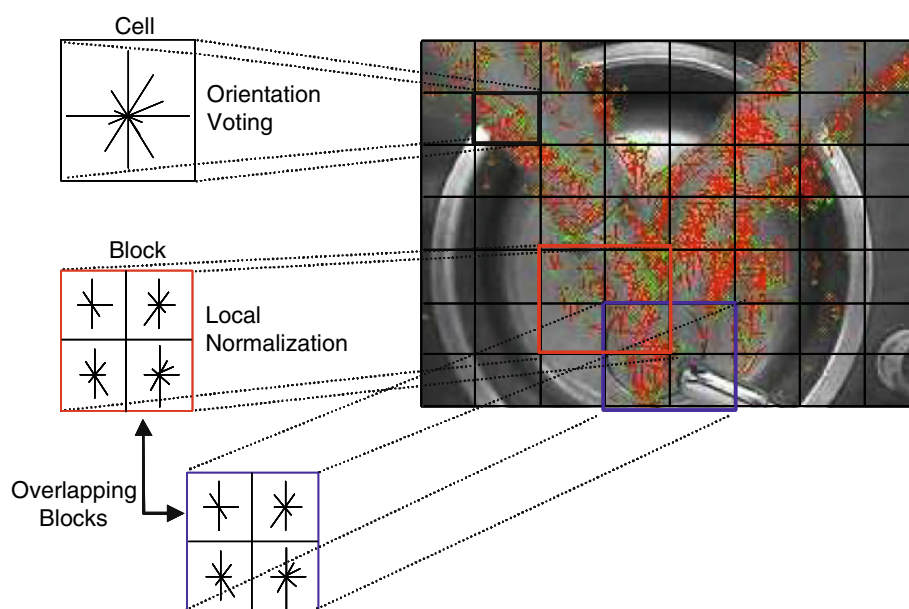 Cell
Orientation
Voting
Block
Local
Normalization
Overlapping
Blocks